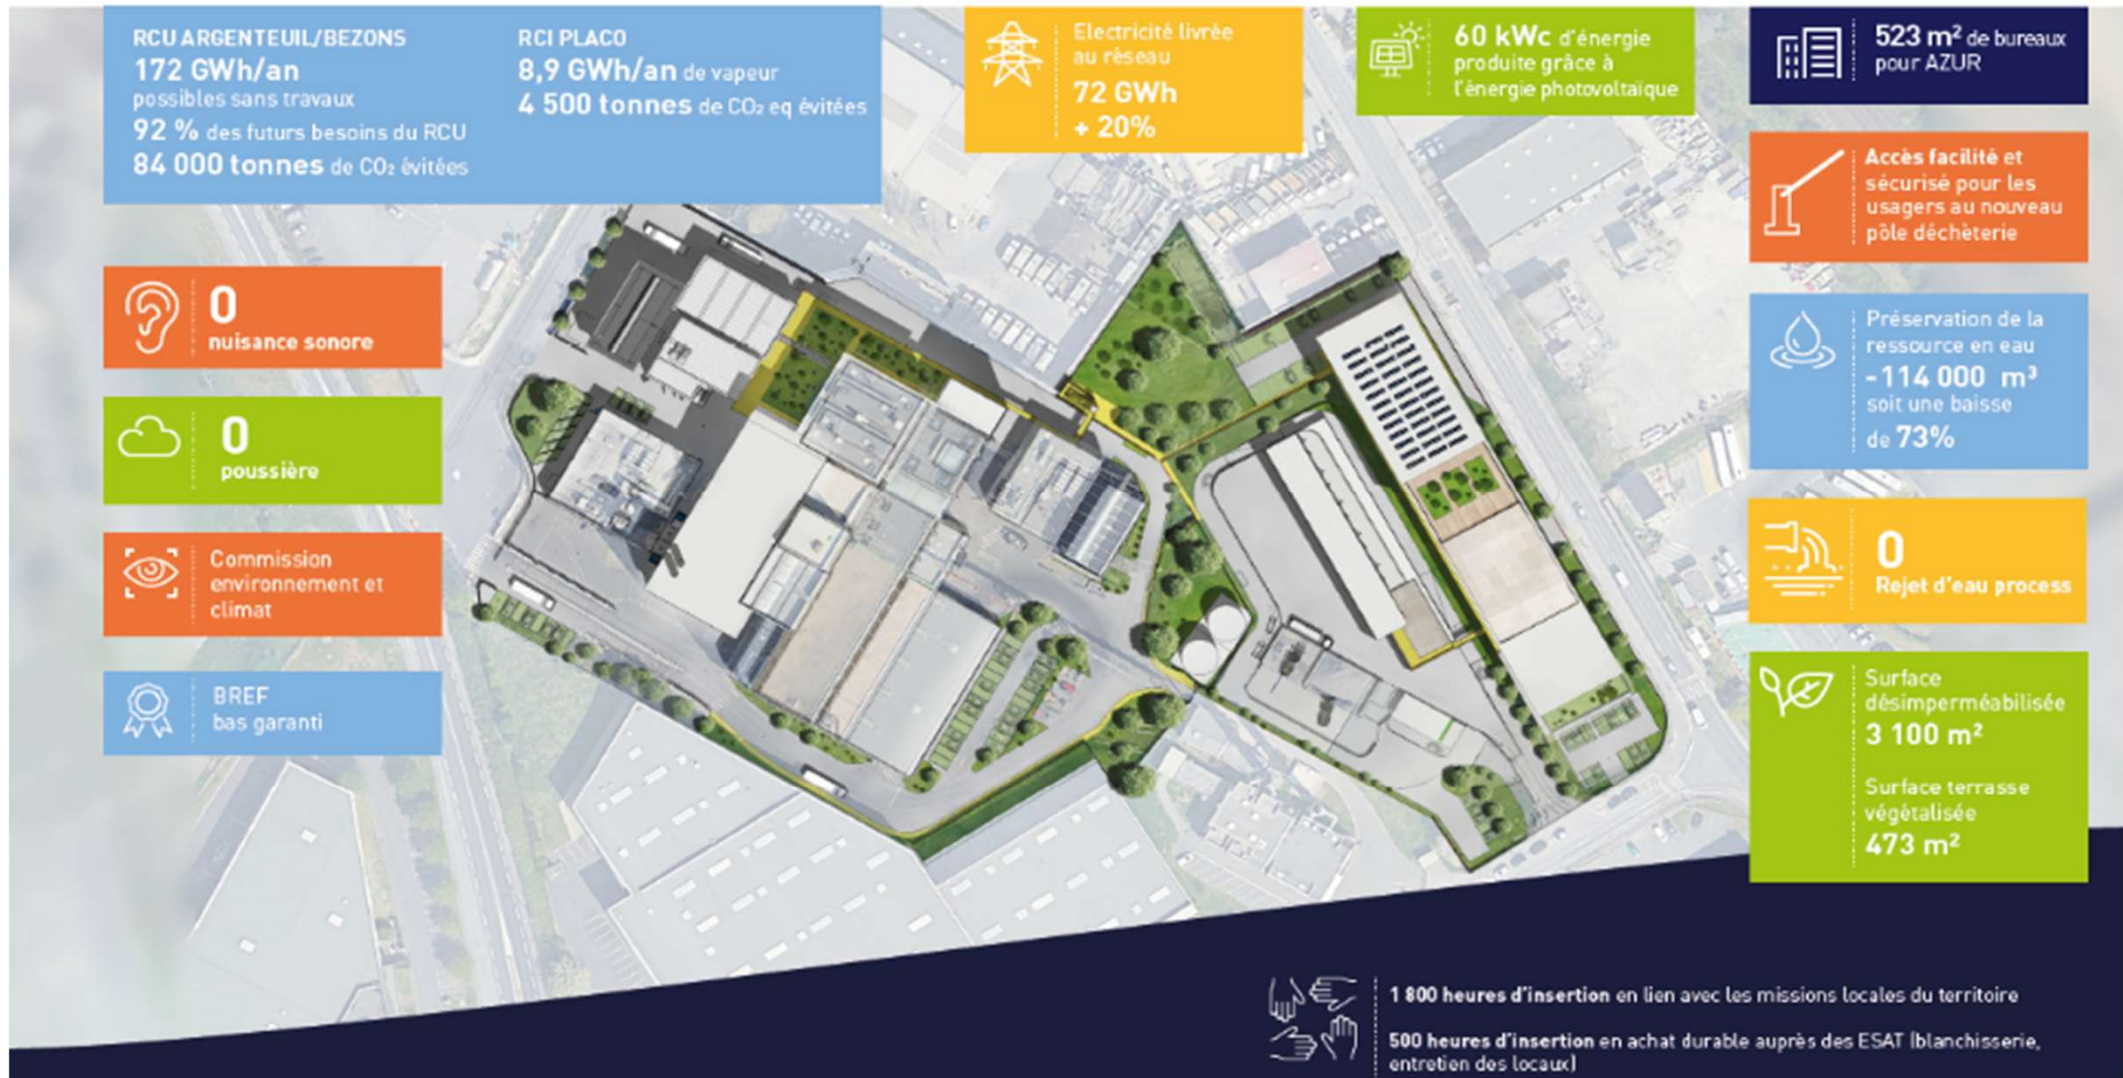 RCU ARGENTEUIL/BEZONS
172 GWh/an
possibles sans travaux
92 % des futurs besoins du RCU
84 000 tonnes de CO₂ évitées
RCI PLACO
8,9 GWh/an de vapeur
4 500 tonnes de CO₂ eq évitées
Electricité livrée
au réseau
72 GWh
+ 20%
60 kWc d'énergie
produite grâce à
l'énergie photovoltaïque
523 m² de bureaux
pour AZUR
Accès facilité et
sécurisé pour les
usagers au nouveau
pôle déchèterie
0
nuisance sonore
Préservation de la
ressource en eau
-114 000 m³
soit une baisse
de 73%
0
poussière
0
Rejet d'eau process
Commission
environnement et
climat
BREF
bas garanti
Surface
désimperméabilisée
3 100 m²
Surface terrasse
végétalisée
473 m²
1 800 heures d'insertion en lien avec les missions locales du territoire
500 heures d'insertion en achat durable auprès des ESAT (blanchisserie,
entretien des locaux)